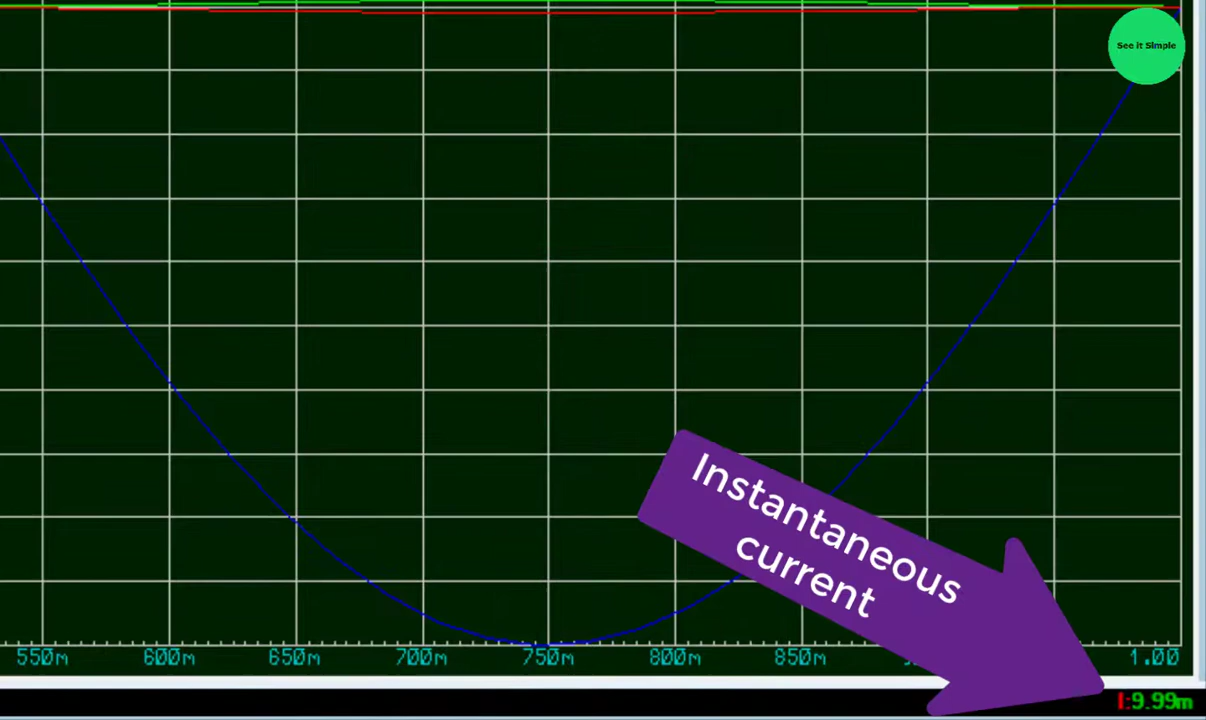 See it Simple
Instantaneous
current
550m 600m 650m 700m 750m 800m 850m 1.00
I:9.99m